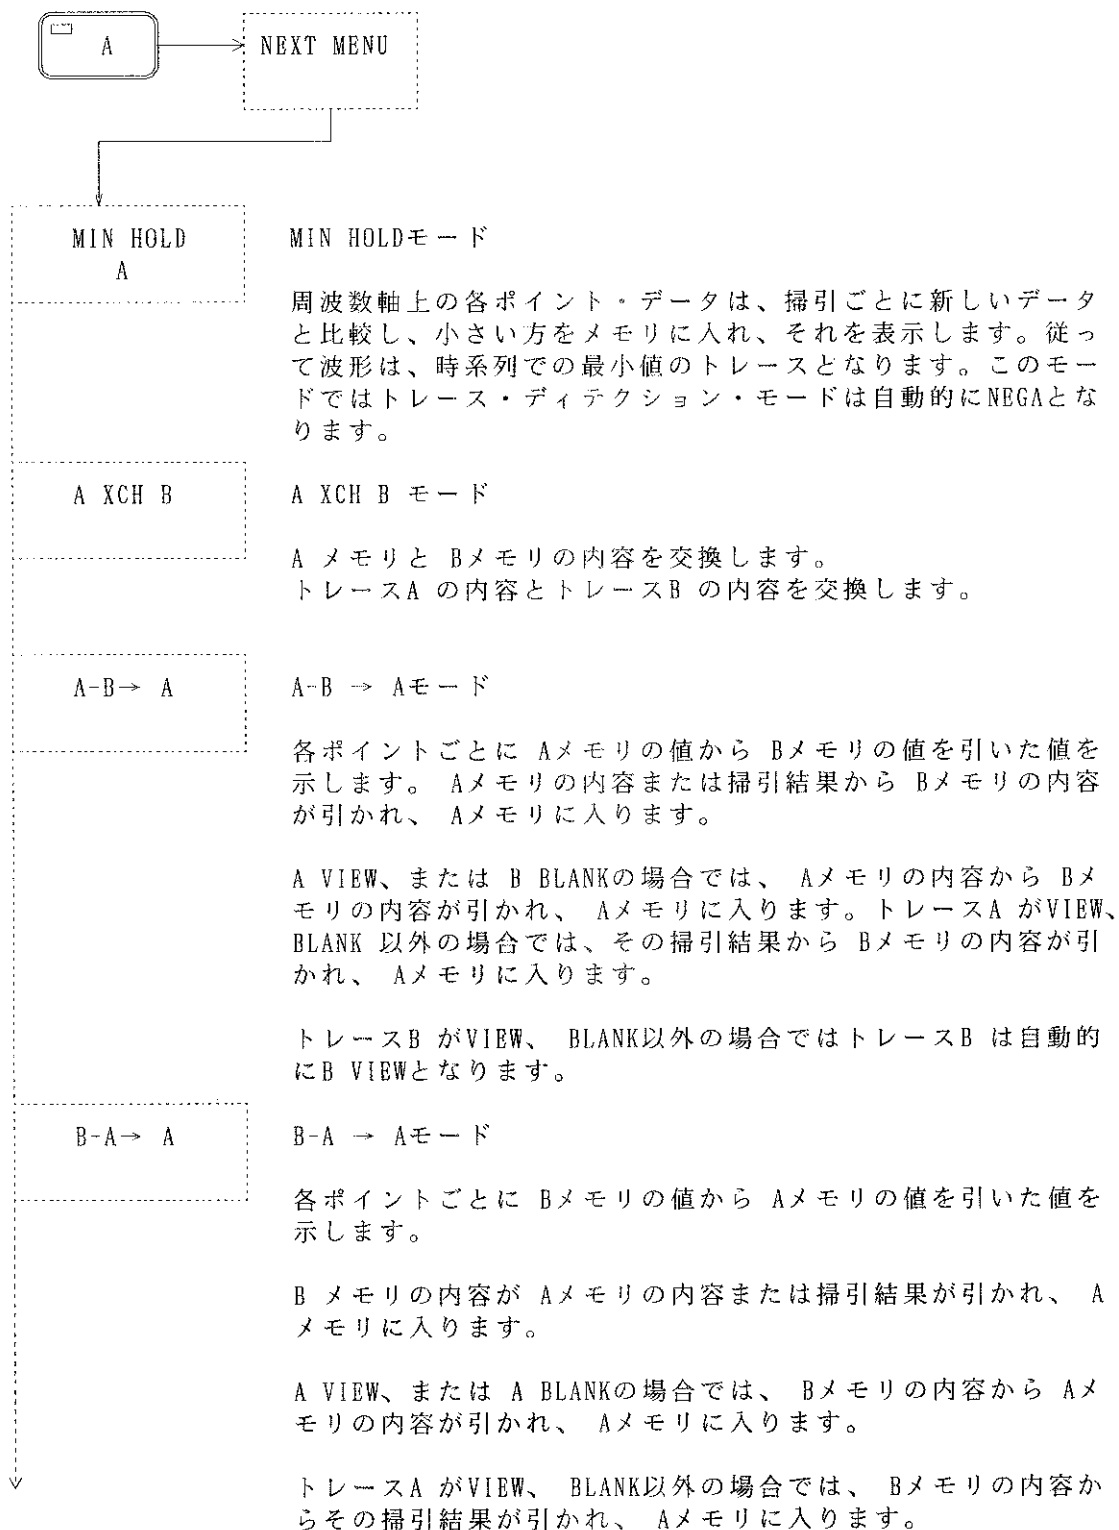 A
NEXT MENU
MIN HOLD
A
MIN HOLDモード
周波数軸上の各ポイント・データは、掃引ごとに新しいデータ
と比較し、小さい方をメモリに入れ、それを表示します。従っ
て波形は、時系列での最小値のトレースとなります。このモー
ドではトレース・ディテクション・モードは自動的にNEGAとな
ります。
A XCH B
A XCH B モード
A メモリと Bメモリの内容を交換します。
トレースA の内容とトレースB の内容を交換します。
A-B→ A
A-B → Aモード
各ポイントごとに Aメモリの値から Bメモリの値を引いた値を
示します。 Aメモリの内容または掃引結果から Bメモリの内容
が引かれ、 Aメモリに入ります。
A VIEW、または B BLANKの場合では、 Aメモリの内容から Bメ
モリの内容が引かれ、 Aメモリに入ります。トレースA がVIEW、
BLANK 以外の場合では、その掃引結果から Bメモリの内容が引
かれ、 Aメモリに入ります。
トレースB がVIEW、 BLANK以外の場合ではトレースB は自動的
にB VIEWとなります。
B-A→ A
B-A → Aモード
各ポイントごとに Bメモリの値から Aメモリの値を引いた値を
示します。
B メモリの内容が Aメモリの内容または掃引結果が引かれ、 A
メモリに入ります。
A VIEW、または A BLANKの場合では、 Bメモリの内容から Aメ
モリの内容が引かれ、 Aメモリに入ります。
トレースA がVIEW、 BLANK以外の場合では、 Bメモリの内容か
らその掃引結果が引かれ、 Aメモリに入ります。